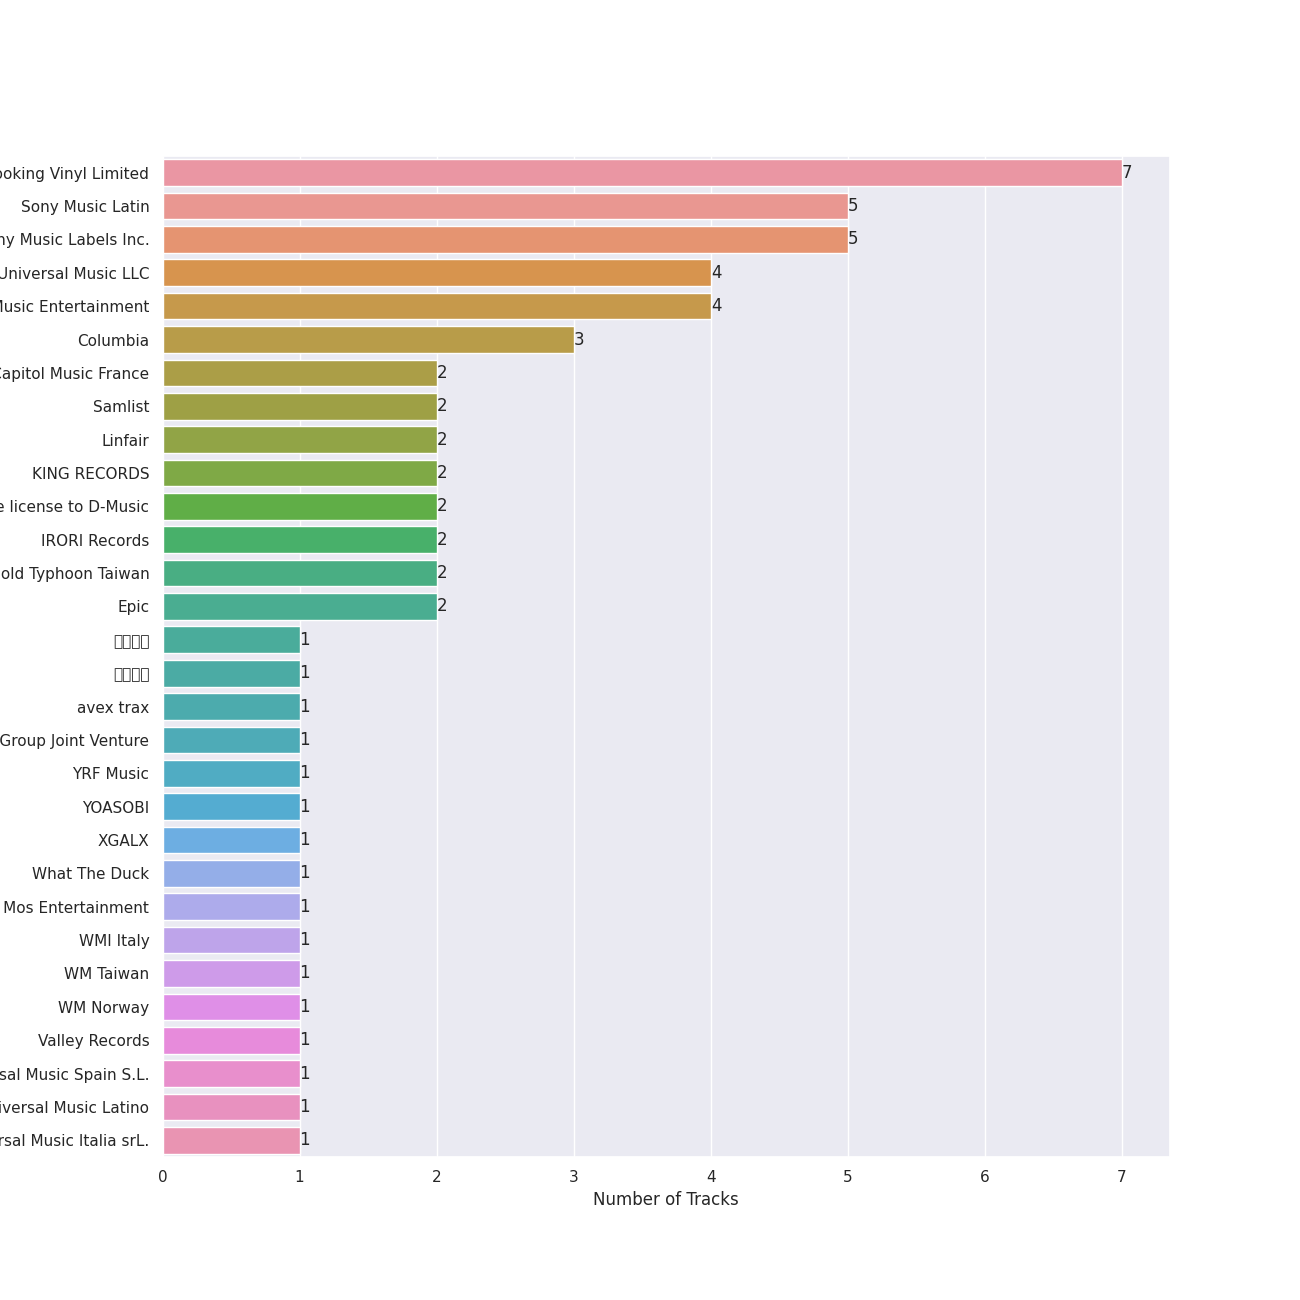 ooking Vinyl Limited 7
Sony Music Latin 5
ny Music Labels Inc. 5
Universal Music LLC 4
Music Entertainment 4
Columbia 3
Capitol Music France 2
Samlist 2
Linfair 2
KING RECORDS 2
e license to D-Music 2
IRORI Records 2
old Typhoon Taiwan 2
Epic 2
1
1
avex trax 1
Group Joint Venture 1
YRF Music 1
YOASOBI 1
XGALX 1
What The Duck 1
Mos Entertainment 1
WMI Italy 1
WM Taiwan 1
WM Norway 1
Valley Records 1
sal Music Spain S.L. 1
iversal Music Latino 1
rsal Music Italia srL. 1
0 1 2 3 4 5 6 7
Number of Tracks